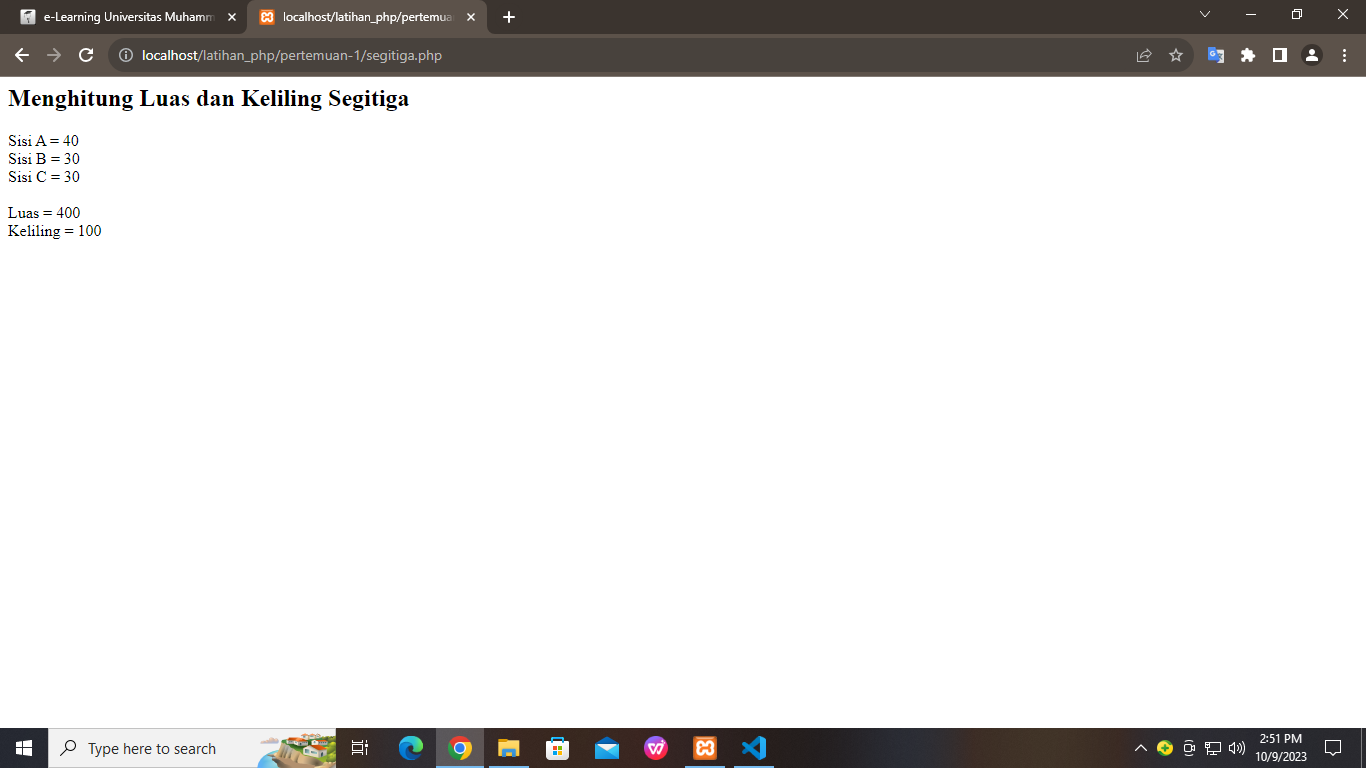 e-Learning Universitas Muhamm
localhost/latihan_php/pertemua
localhost/latihan_php/pertemuan-1/segitiga.php
Menghitung Luas dan Keliling Segitiga
Sisi A = 40
Sisi B = 30
Sisi C = 30
Luas = 400
Keliling = 100
Type here to search
2:51 PM
10/9/2023